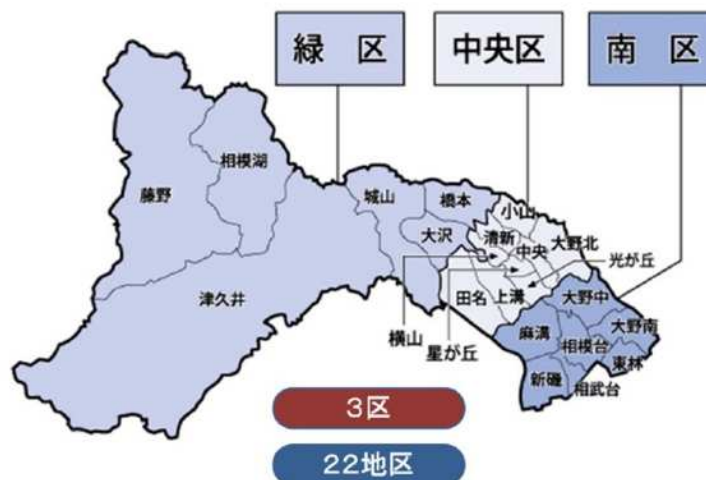 緑　区
中央区
南　区
相模湖
藤野
城山
橋本
小山
大沢
清新
中央
大野北
光が丘
津久井
田名
上溝
大野中
横山
星が丘
麻溝
相模台
大野南
東林
新磯
相武台
3区
22地区